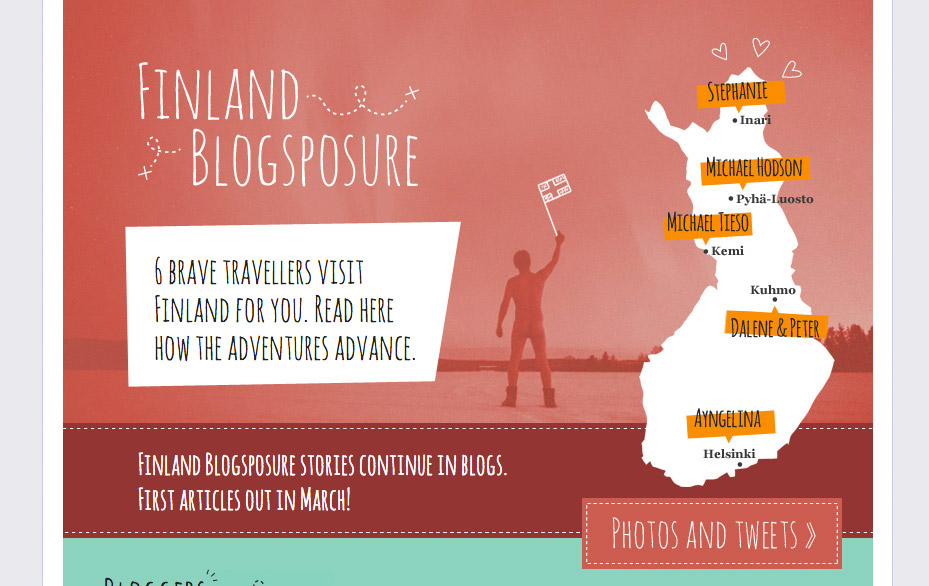 Finland
Blogsposure
6 brave travellers visit
Finland for you. Read here
how the adventures advance.
Stephanie
Inari
Michael Hodson
Pyhä-Luosto
Michael Tieso
Kemi
Kuhmo
Dalene & Peter
Ayngelina
Helsinki
Finland Blogsposure stories continue in blogs.
First articles out in March!
Photos and tweets »
Bloggers